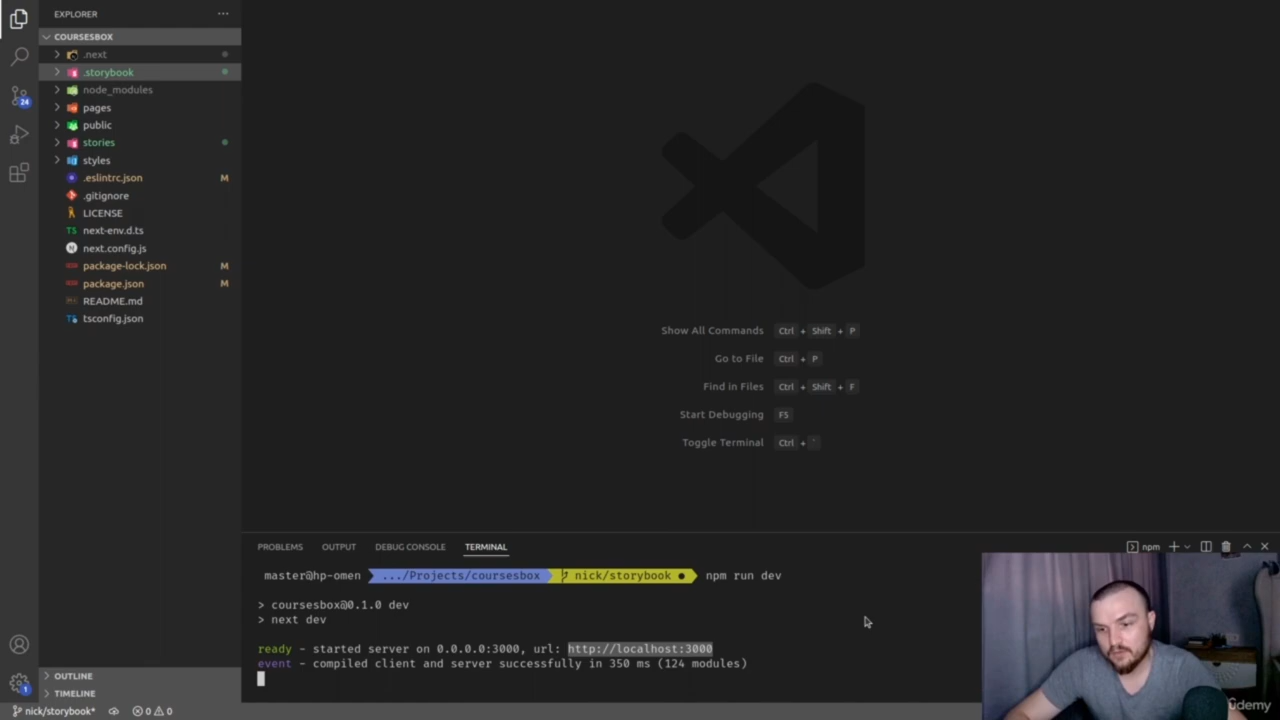 EXPLORER
COURSESBOX
.next
.storybook
node_modules
pages
public
stories
styles
.eslintrc.json M
.gitignore
LICENSE
next-env.d.ts
next.config.js
package-lock.json M
package.json M
README.md
tsconfig.json
24
TS
N
Show All Commands Ctrl + Shift + P
Go to File Ctrl + P
Find in Files Ctrl + Shift + F
Start Debugging F5
Toggle Terminal Ctrl + `
PROBLEMS OUTPUT DEBUG CONSOLE TERMINAL
npm
master@hp-omen .../Projects/coursesbox nick/storybook ● npm run dev
> coursesbox@0.1.0 dev
> next dev
ready - started server on 0.0.0.0:3000, url: http://localhost:3000
event - compiled client and server successfully in 350 ms (124 modules)
OUTLINE
TIMELINE
1
nick/storybook* 0 0
ûdemy